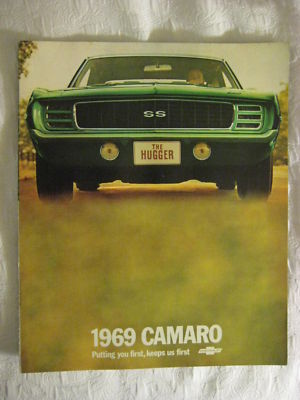 SS
THE
HUGGER
1969 CAMARO
Putting you first, keeps us first